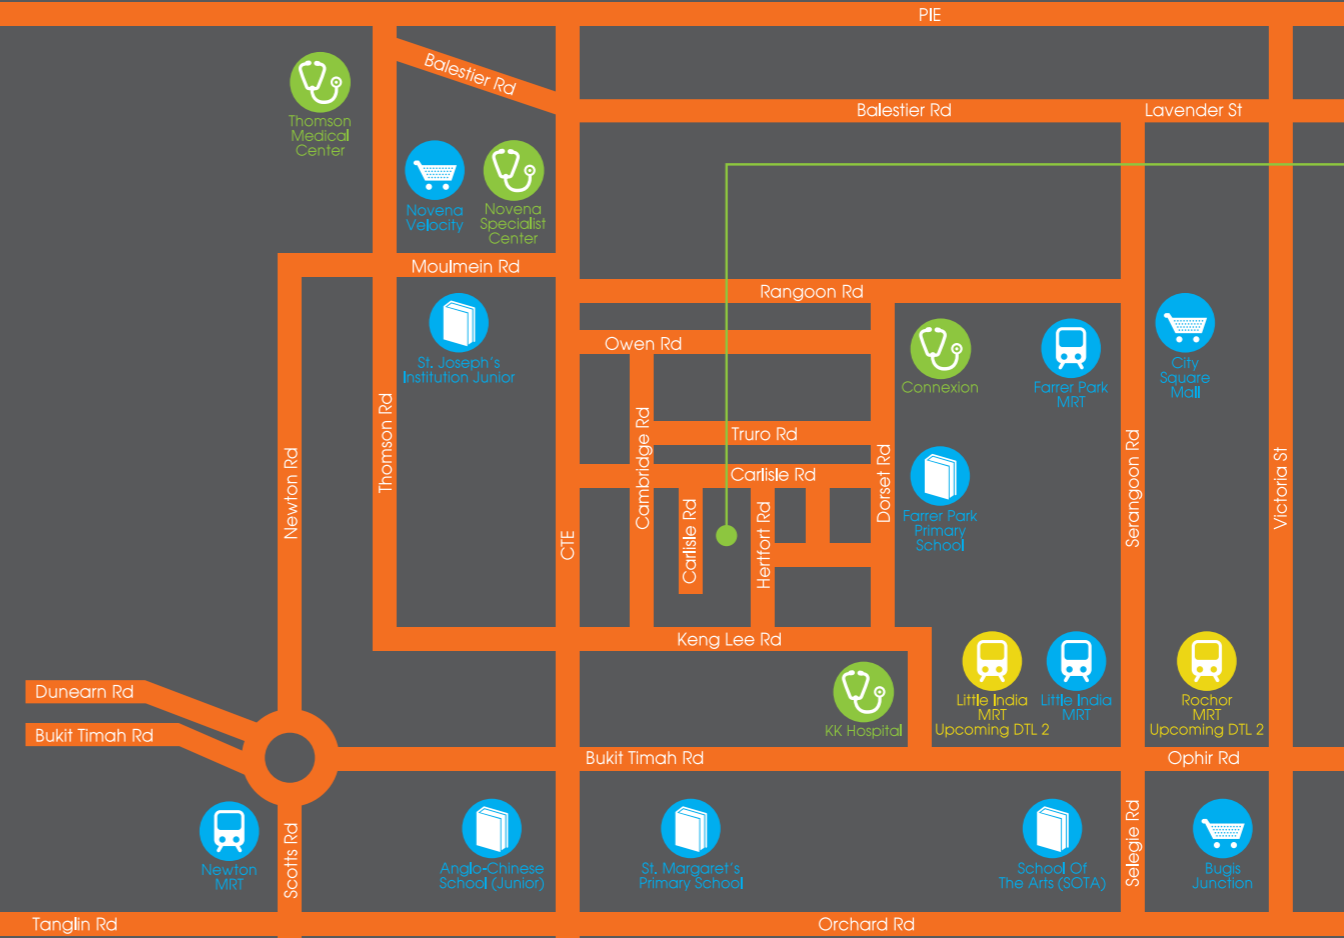 PIE
Balestier Rd
Balestier Rd
Lavender St
Thomson
Medical
Center
Novena
Velocity
Novena
Specialist
Center
Moulmein Rd
Rangoon Rd
St. Joseph's
Institution Junior
Owen Rd
Connexion
Farrer Park
MRT
City
Square
Mall
Newton Rd
Thomson Rd
CTE
Cambridge Rd
Truro Rd
Carlisle Rd
Carlisle Rd
Hertfort Rd
Dorset Rd
Farrer Park
Primary
School
Serangoon Rd
Victoria St
Keng Lee Rd
Dunearn Rd
Bukit Timah Rd
KK Hospital
Little India
MRT
Upcoming DTL 2
Little India
MRT
Rochor
MRT
Upcoming DTL 2
Bukit Timah Rd
Ophir Rd
Newton
MRT
Scotts Rd
Anglo-Chinese
School (Junior)
St. Margaret's
Primary School
School Of
The Arts (SOTA)
Selegie Rd
Bugis
Junction
Tanglin Rd
Orchard Rd